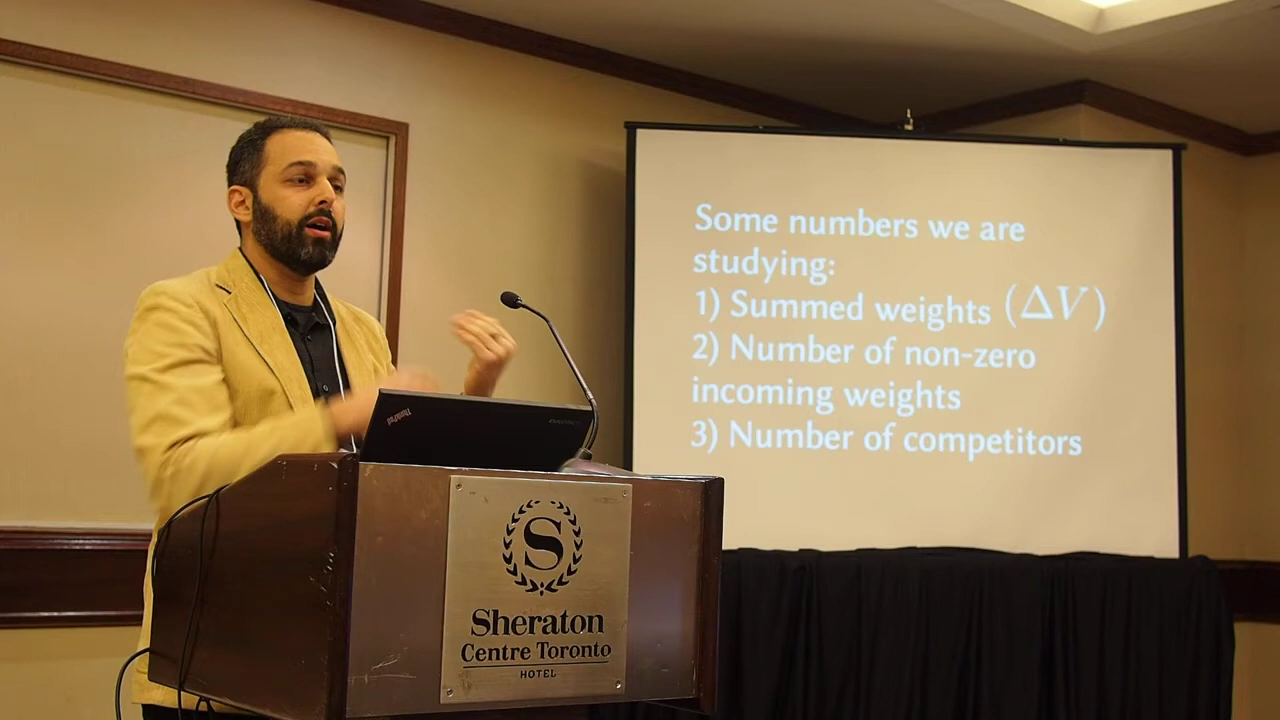 Some numbers we are
studying:
1) Summed weights (ΔV)
2) Number of non-zero
incoming weights
3) Number of competitors
ThinkPad
S
Sheraton
Centre Toronto
HOTEL